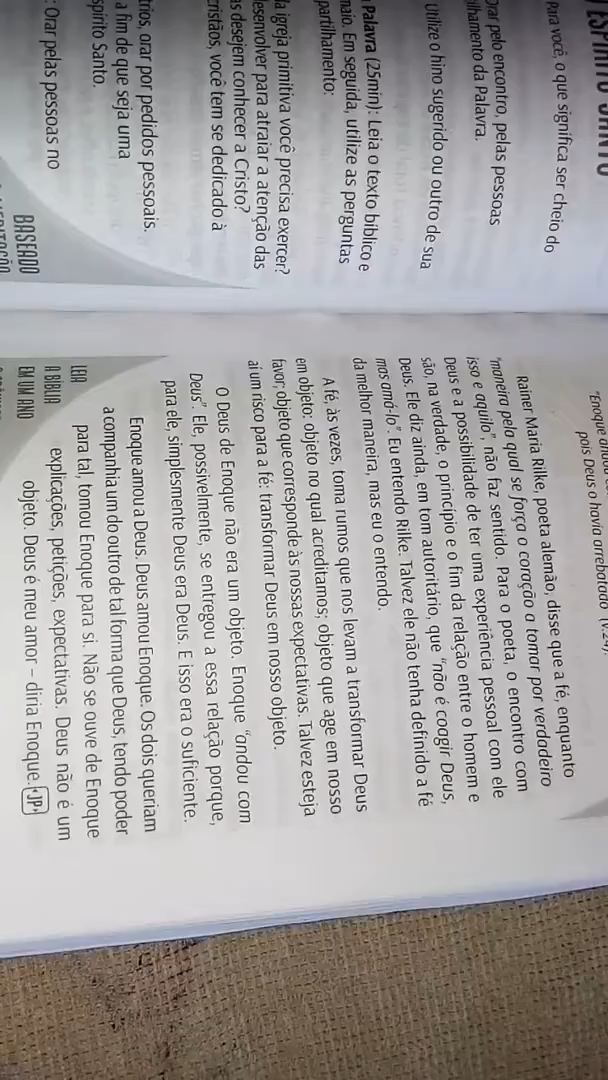 ESPÍRITO SANTO
Para você, o que significa ser cheio do
Orar pelo encontro, pelas pessoas
da Palavra.
Utilize o hino sugerido ou outro de sua
Palavra (25min): Leia o texto bíblico e
Em seguida, utilize as perguntas
partilhamento:
da igreja primitiva você precisa exercer?
desenvolver para atraiar a atenção das
desejem conhecer a Cristo?
cristãos, você tem se dedicado à
orar por pedidos pessoais.
a fim de que seja uma
Espírito Santo.
: Orar pelas pessoas no
BASEADO
"Enoque
pois Deus o havia arrebatado" (v.24).
Rainer Maria Rilke, poeta alemão, disse que a fé, enquanto
"maneira pela qual se força o coração a tomar por verdadeiro
isso e aquilo", não faz sentido. Para o poeta, o encontro com
Deus e a possibilidade de ter uma experiência pessoal com ele
são, na verdade, o princípio e o fim da relação entre o homem e
Deus. Ele diz ainda, em tom autoritário, que "não é coagir Deus,
mas amá-lo". Eu entendo Rilke. Talvez ele não tenha definido a fé
da melhor maneira, mas eu o entendo.
A fé, às vezes, toma rumos que nos levam a transformar Deus
em objeto: objeto no qual acreditamos; objeto que age em nosso
favor; objeto que corresponde às nossas expectativas. Talvez esteja
aí um risco para a fé: transformar Deus em nosso objeto.
O Deus de Enoque não era um objeto. Enoque "andou com
Deus". Ele, possivelmente, se entregou a essa relação porque,
para ele, simplesmente Deus era Deus. E isso era o suficiente.
Enoque amou a Deus. Deus amou Enoque. Os dois queriam
a companhia um do outro de tal forma que Deus, tendo poder
para tal, tomou Enoque para si. Não se ouve de Enoque
explicações, petições, expectativas. Deus não é um
objeto. Deus é meu amor – diria Enoque. JP
LEIA
A BÍBLIA
EM UM ANO